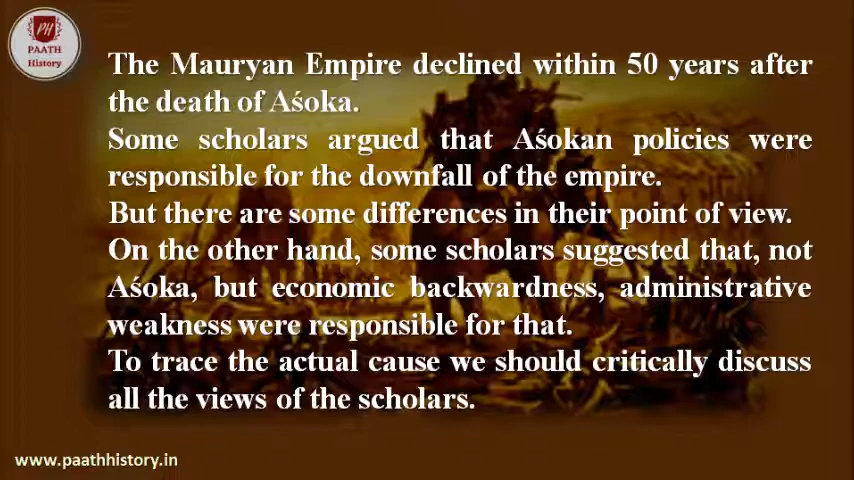 PH
PAATH
History
The Mauryan Empire declined within 50 years after
the death of Aśoka.
Some scholars argued that Aśokan policies were
responsible for the downfall of the empire.
But there are some differences in their point of view.
On the other hand, some scholars suggested that, not
Aśoka, but economic backwardness, administrative
weakness were responsible for that.
To trace the actual cause we should critically discuss
all the views of the scholars.
www.paathhistory.in